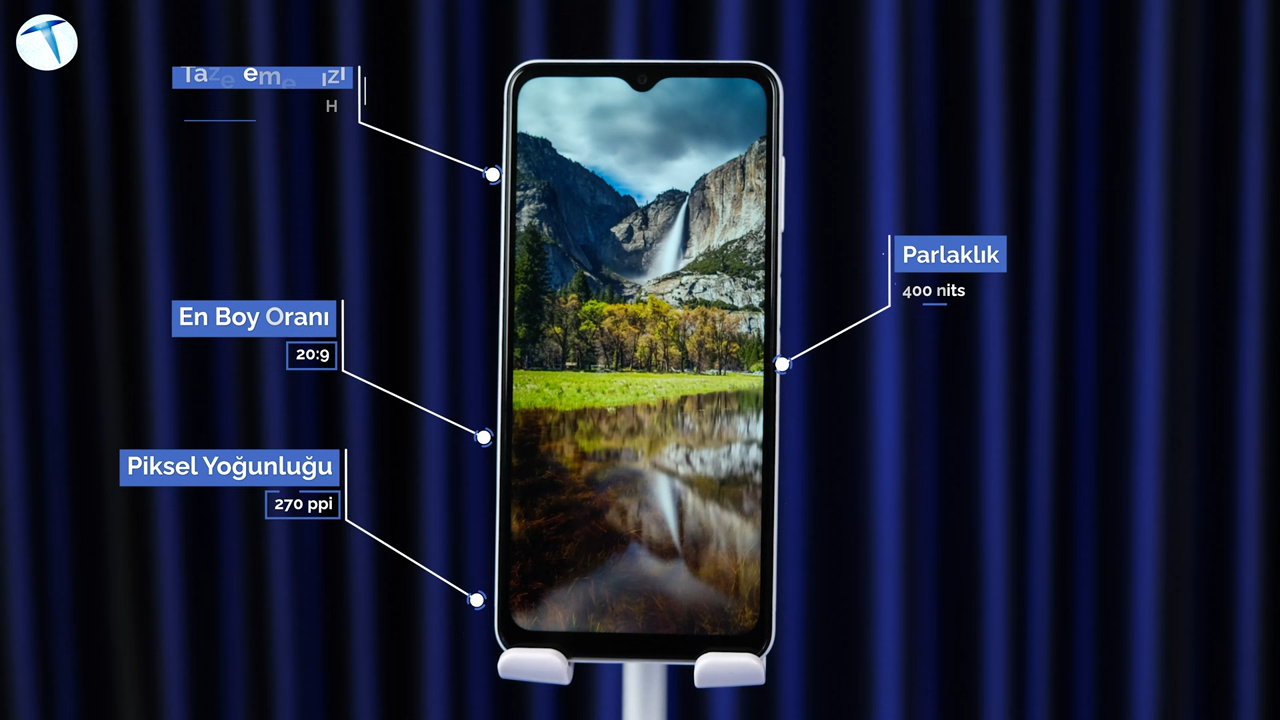 En Boy Oranı
20:9
Piksel Yoğunluğu
270 ppi
Parlaklık
400 nits